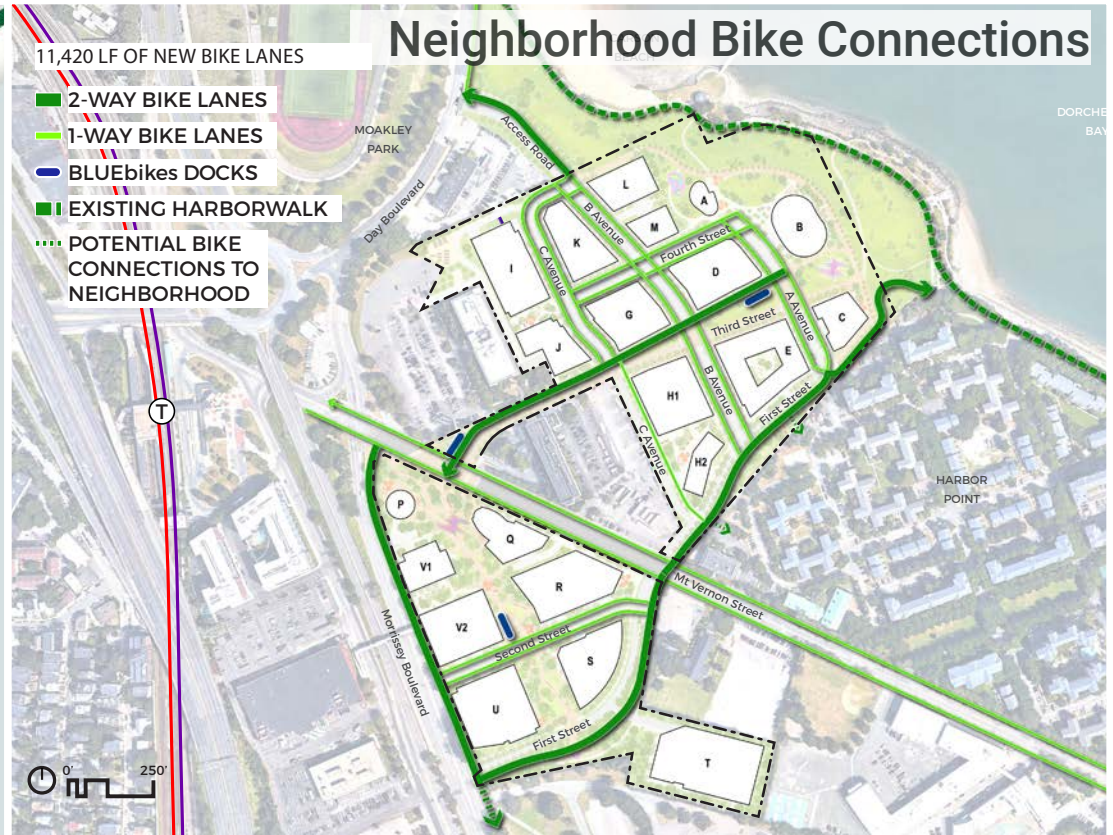 Neighborhood Bike Connections
11,420 LF OF NEW BIKE LANES
2-WAY BIKE LANES
1-WAY BIKE LANES
BLUEbikes DOCKS
EXISTING HARBORWALK
POTENTIAL BIKE
CONNECTIONS TO
NEIGHBORHOOD
BEACH
DORCHE
BAY
MOAKLEY
PARK
Access Road
Day Boulevard
L
A
B
M
K
I
B Avenue
C Avenue
Fourth Street
D
G
J
Third Street
A Avenue
C
E
H1
B Avenue
First Street
C Avenue
H2
T
HARBOR
POINT
P
Q
V1
R
Mt Vernon Street
V2
Second Street
S
Morrissey Boulevard
U
First Street
T
0'
250'